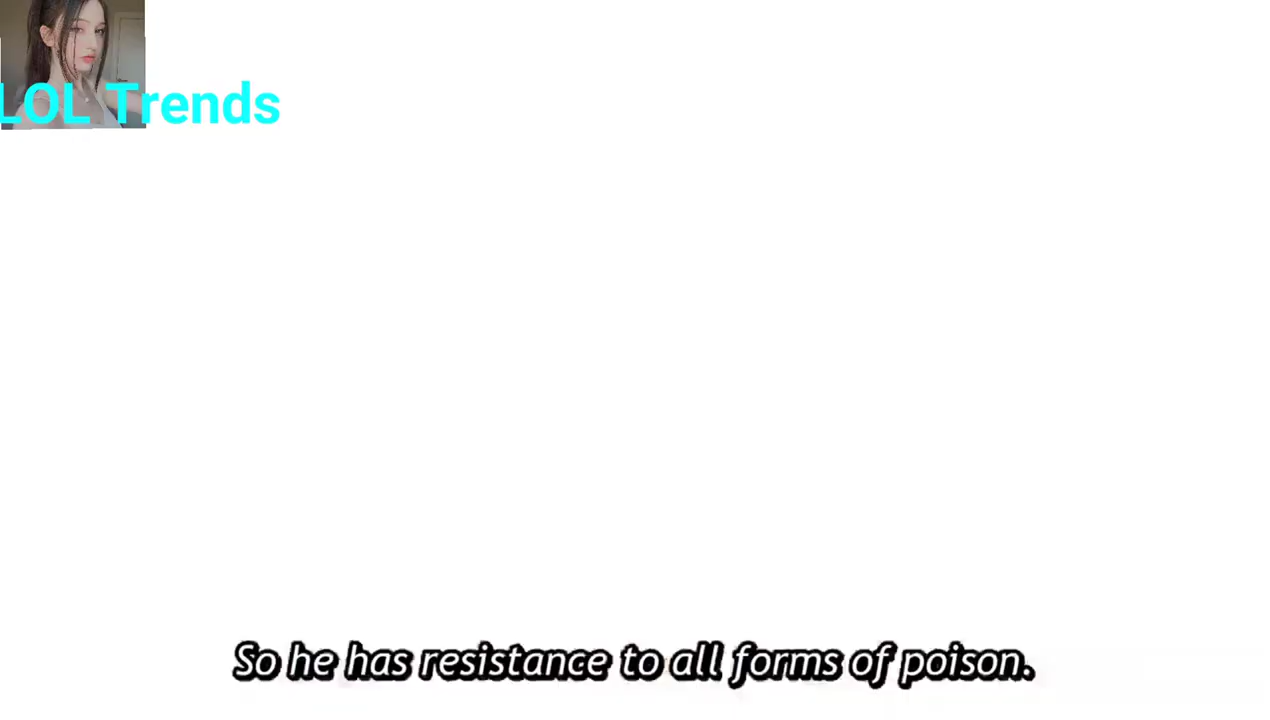 LOL Trends
So he has resistance to all forms of poison.